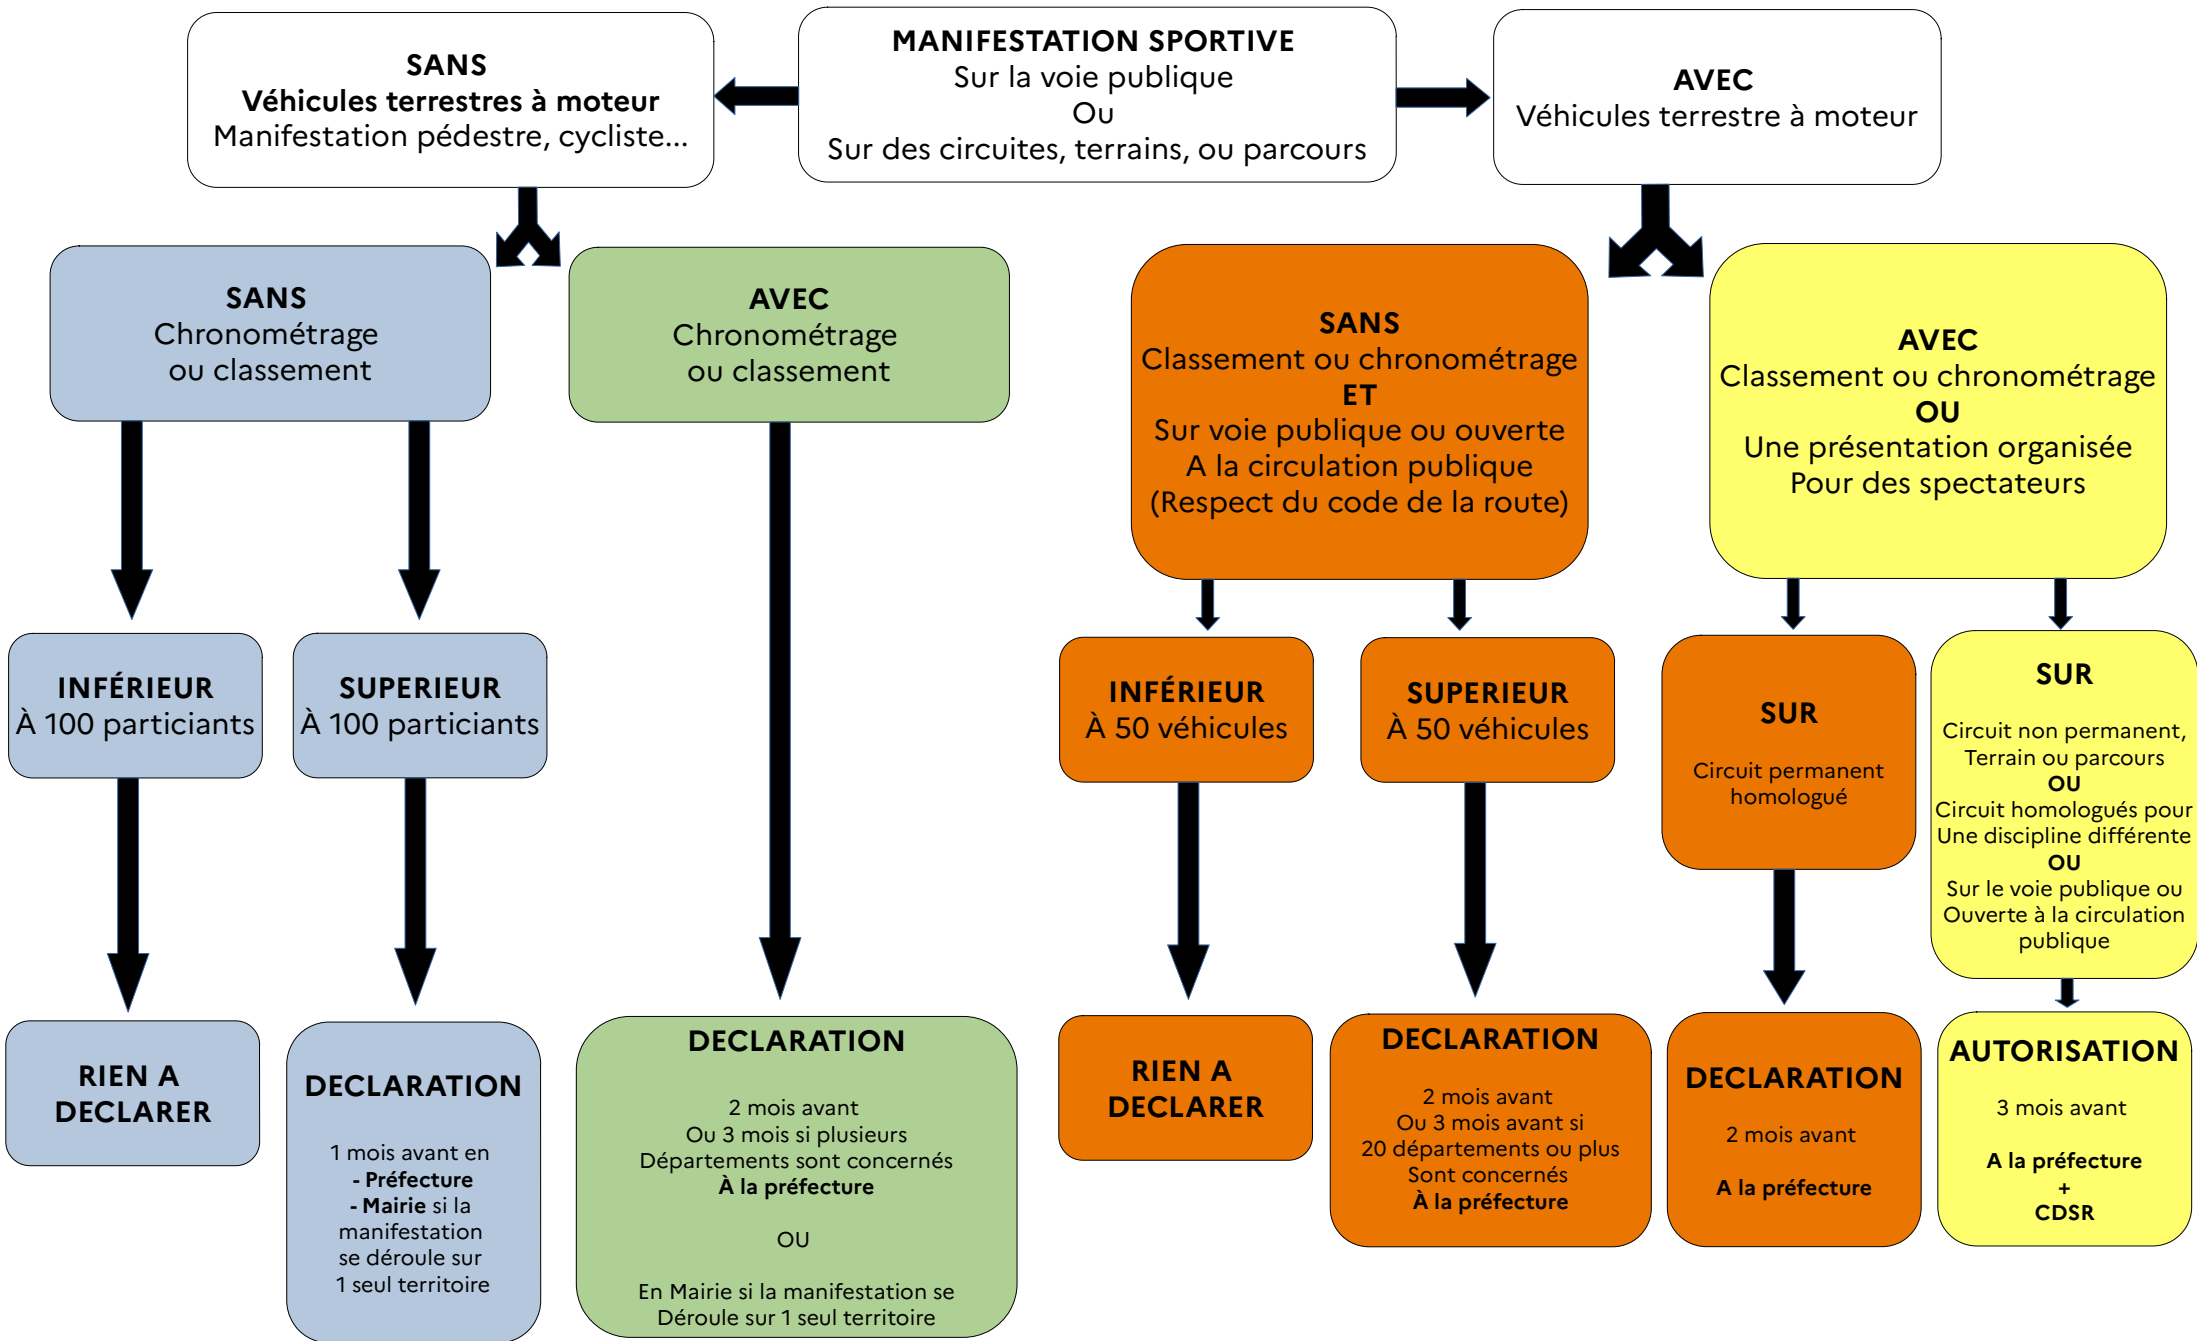 SANS
Véhicules terrestres à moteur
Manifestation pédestre, cycliste...
MANIFESTATION SPORTIVE
Sur la voie publique
Ou
Sur des circuites, terrains, ou parcours
AVEC
Véhicules terrestre à moteur
SANS
Chronométrage
ou classement
AVEC
Chronométrage
ou classement
SANS
Classement ou chronométrage
ET
Sur voie publique ou ouverte
A la circulation publique
(Respect du code de la route)
AVEC
Classement ou chronométrage
OU
Une présentation organisée
Pour des spectateurs
INFÉRIEUR
À 100 particiants
SUPERIEUR
À 100 particiants
INFÉRIEUR
À 50 véhicules
SUPERIEUR
À 50 véhicules
SUR
Circuit permanent
homologué
SUR
Circuit non permanent,
Terrain ou parcours
OU
Circuit homologués pour
Une discipline différente
OU
Sur le voie publique ou
Ouverte à la circulation
publique
RIEN A
DECLARER
DECLARATION
1 mois avant en
- Préfecture
- Mairie si la
manifestation
se déroule sur
1 seul territoire
DECLARATION
2 mois avant
Ou 3 mois si plusieurs
Départements sont concernés
À la préfecture
OU
En Mairie si la manifestation se
Déroule sur 1 seul territoire
RIEN A
DECLARER
DECLARATION
2 mois avant
Ou 3 mois avant si
20 départements ou plus
Sont concernés
À la préfecture
DECLARATION
2 mois avant
A la préfecture
AUTORISATION
3 mois avant
A la préfecture
+
CDSR